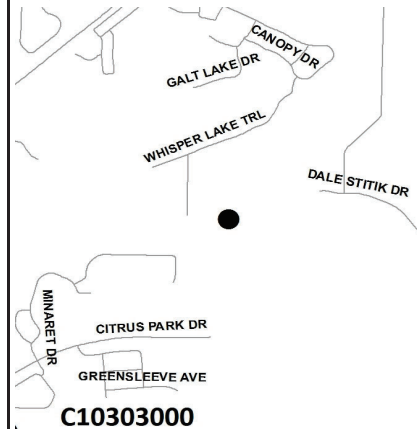 CANOPY DR
GALT LAKE DR
WHISPER LAKE TRL
DALE STITIK DR
MINARET DR
CITRUS PARK DR
GREENSLEEVE AVE
C10303000